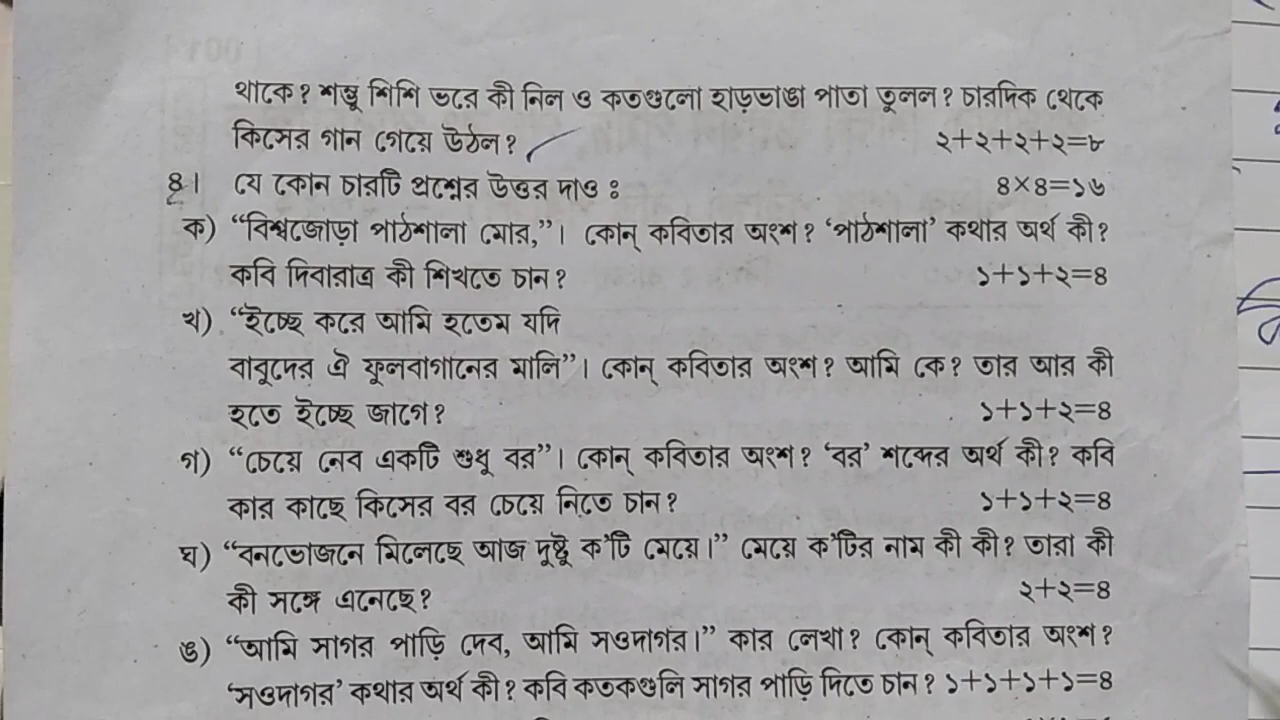 থাকে? শম্ভু শিশি ভরে কী নিল ও কতগুলো হাড়ভাঙা পাতা তুলল? চারদিক থেকে
কিসের গান গেয়ে উঠল? ২+২+২+২=৮
৪। যে কোন চারটি প্রশ্নের উত্তর দাও ঃ ৪×৪=১৬
ক) “বিশ্বজোড়া পাঠশালা মোর,”। কোন্ কবিতার অংশ? ‘পাঠশালা’ কথার অর্থ কী?
কবি দিবারাত্র কী শিখতে চান? ১+১+২=৪
খ) “ইচ্ছে করে আমি হতেম যদি
বাবুদের ঐ ফুলবাগানের মালি”। কোন্ কবিতার অংশ? আমি কে? তার আর কী
হতে ইচ্ছে জাগে? ১+১+২=৪
গ) “চেয়ে নেব একটি শুধু বর”। কোন্ কবিতার অংশ? ‘বর’ শব্দের অর্থ কী? কবি
কার কাছে কিসের বর চেয়ে নিতে চান? ১+১+২=৪
ঘ) “বনভোজনে মিলেছে আজ দুষ্টু ক'টি মেয়ে।” মেয়ে ক'টির নাম কী কী? তারা কী
কী সঙ্গে এনেছে? ২+২=৪
ঙ) “আমি সাগর পাড়ি দেব, আমি সওদাগর।” কার লেখা? কোন্ কবিতার অংশ?
‘সওদাগর’ কথার অর্থ কী? কবি কতকগুলি সাগর পাড়ি দিতে চান? ১+১+১+১=৪